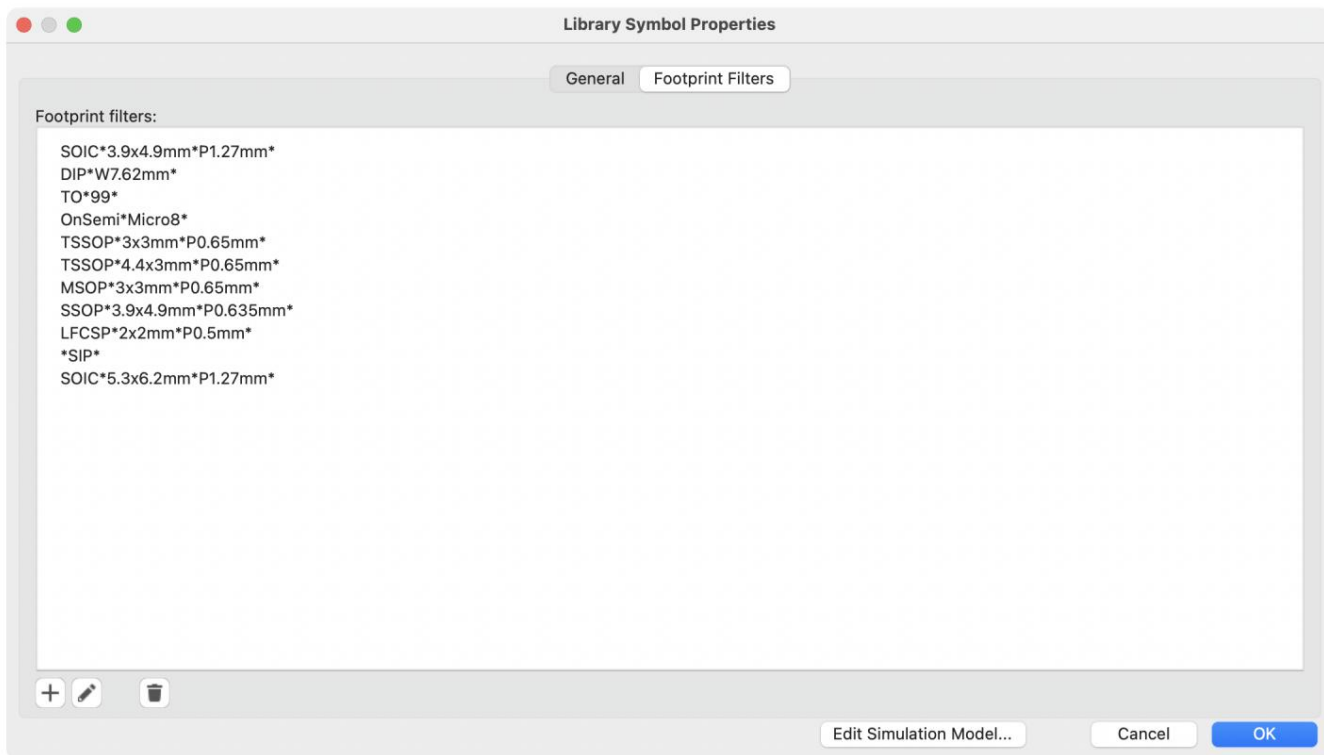 Library Symbol Properties
General Footprint Filters
Footprint filters:
SOIC*3.9x4.9mm*P1.27mm*
DIP*W7.62mm*
TO*99*
OnSemi*Micro8*
TSSOP*3x3mm*P0.65mm*
TSSOP*4.4x3mm*P0.65mm*
MSOP*3x3mm*P0.65mm*
SSOP*3.9x4.9mm*P0.635mm*
LFCSP*2x2mm*P0.5mm*
*SIP*
SOIC*5.3x6.2mm*P1.27mm*
Edit Simulation Model... Cancel OK